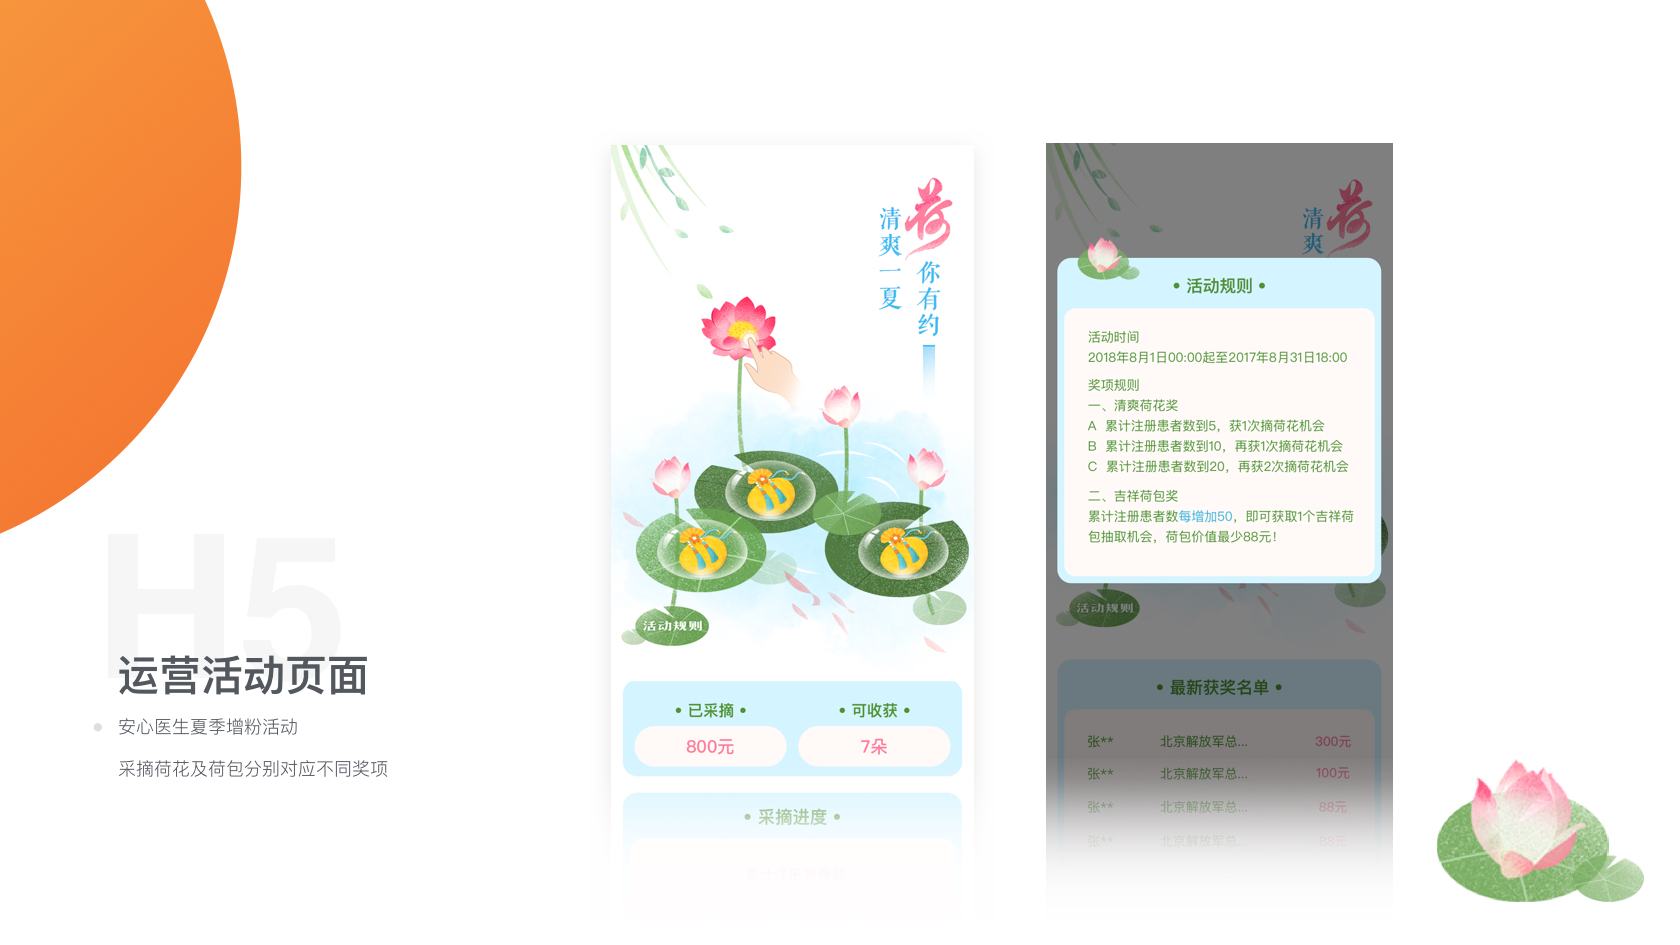 H5
运营活动页面
安心医生夏季增粉活动
采摘荷花及荷包分别对应不同奖项
荷你有约
清爽一夏
活动规则
• 已采摘 •
• 可收获 •
800元
7朵
• 采摘进度 •
荷
清爽
• 活动规则 •
活动时间
2018年8月1日00:00起至2017年8月31日18:00
奖项规则
一、清爽荷花奖
A 累计注册患者数到5，获1次摘荷花机会
B 累计注册患者数到10，再获1次摘荷花机会
C 累计注册患者数到20，再获2次摘荷花机会
二、吉祥荷包奖
累计注册患者数每增加50，即可获取1个吉祥荷
包抽取机会，荷包价值最少88元！
活动规则
• 最新获奖名单 •
张** 北京解放军总... 300元
张** 北京解放军总... 100元
张** 北京解放军总... 88元
张** 北京解放军总... 88元